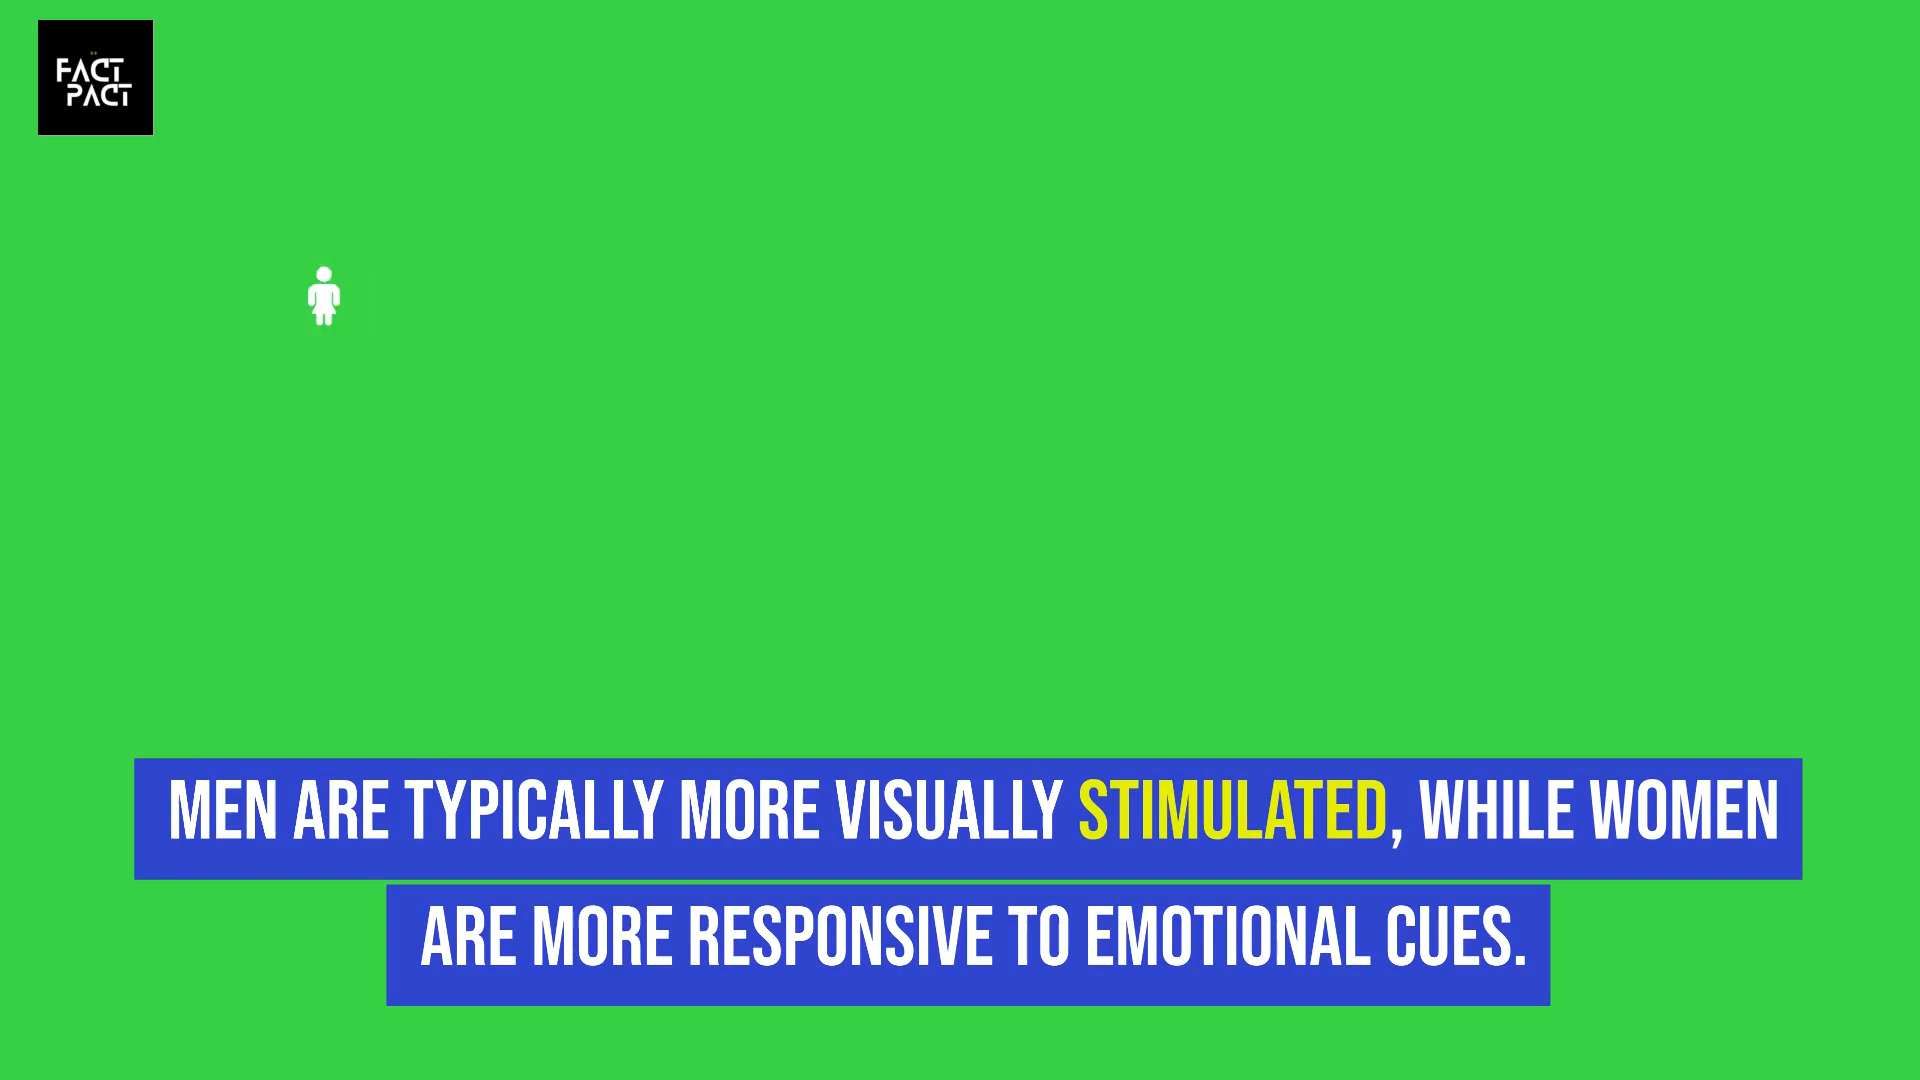 FACT
PACT
MEN ARE TYPICALLY MORE VISUALLY STIMULATED, WHILE WOMEN
ARE MORE RESPONSIVE TO EMOTIONAL CUES.